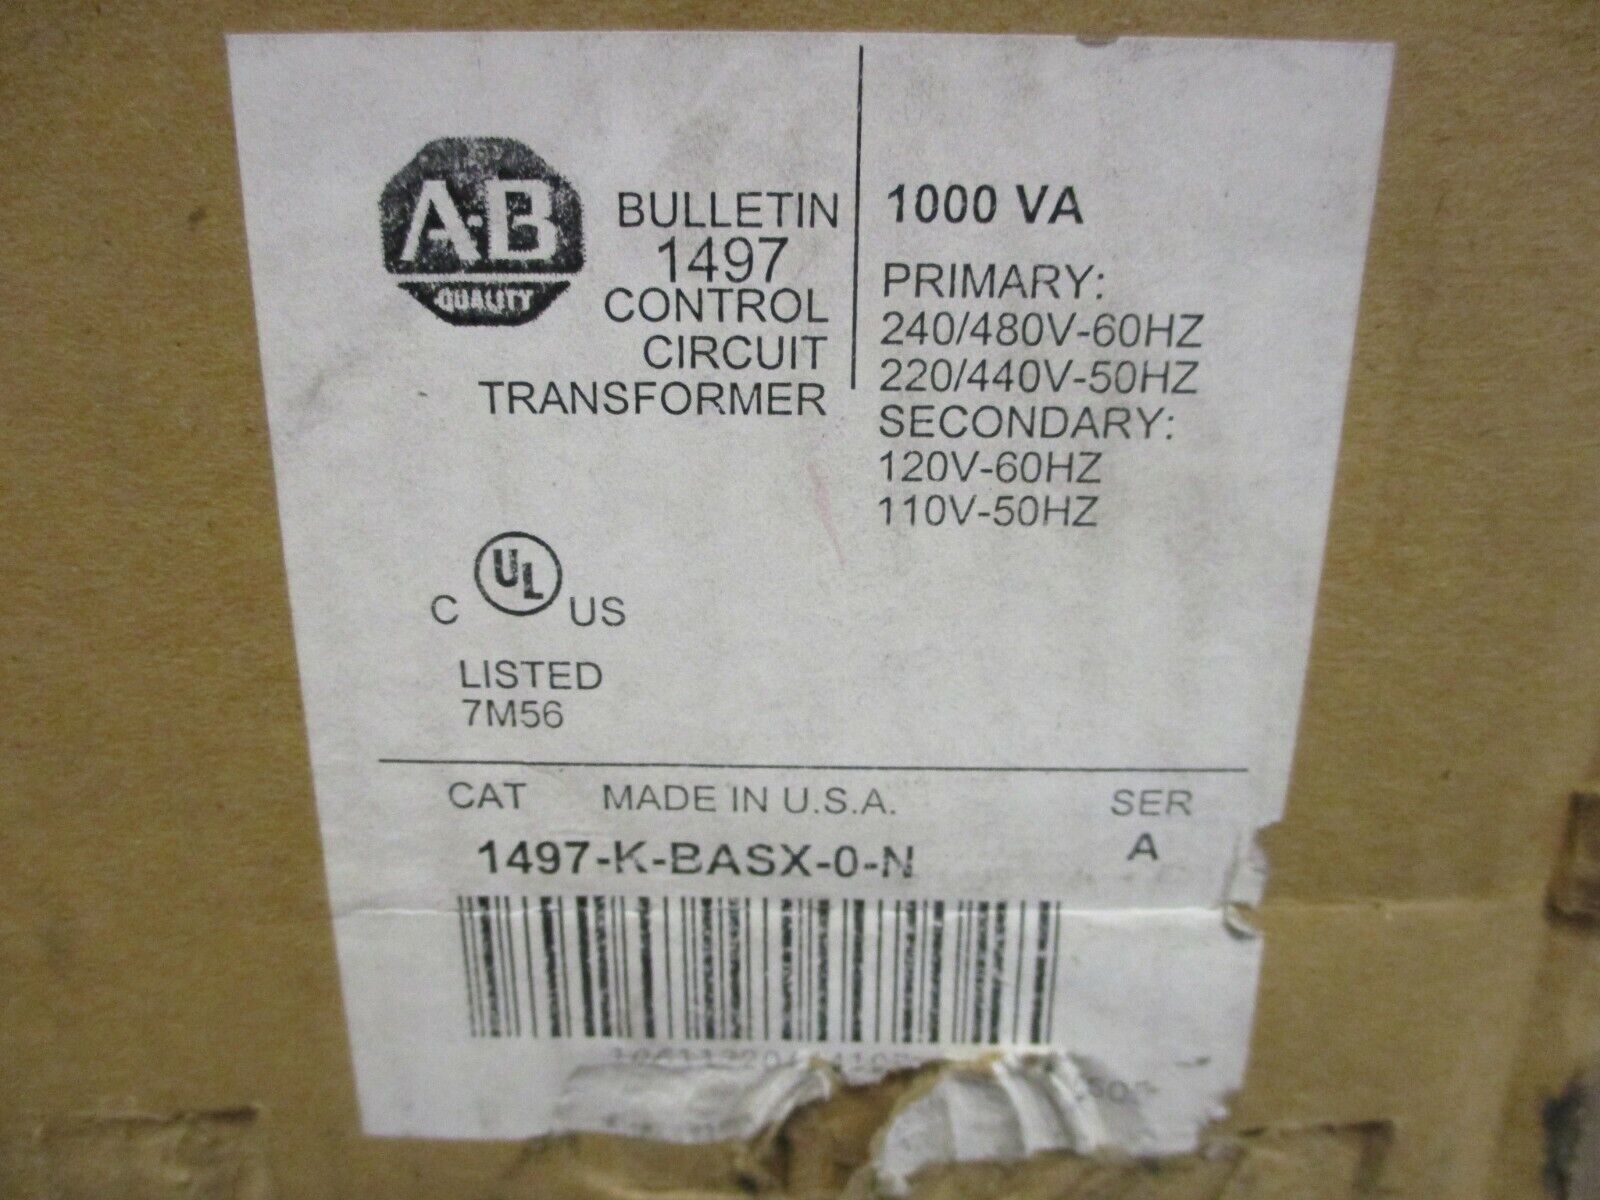 A-B
QUALITY
BULLETIN
1497
CONTROL
CIRCUIT
TRANSFORMER
1000 VA
PRIMARY:
240/480V-60HZ
220/440V-50HZ
SECONDARY:
120V-60HZ
110V-50HZ
C UL US
LISTED
7M56
CAT MADE IN U.S.A. SER
1497-K-BASX-0-N A